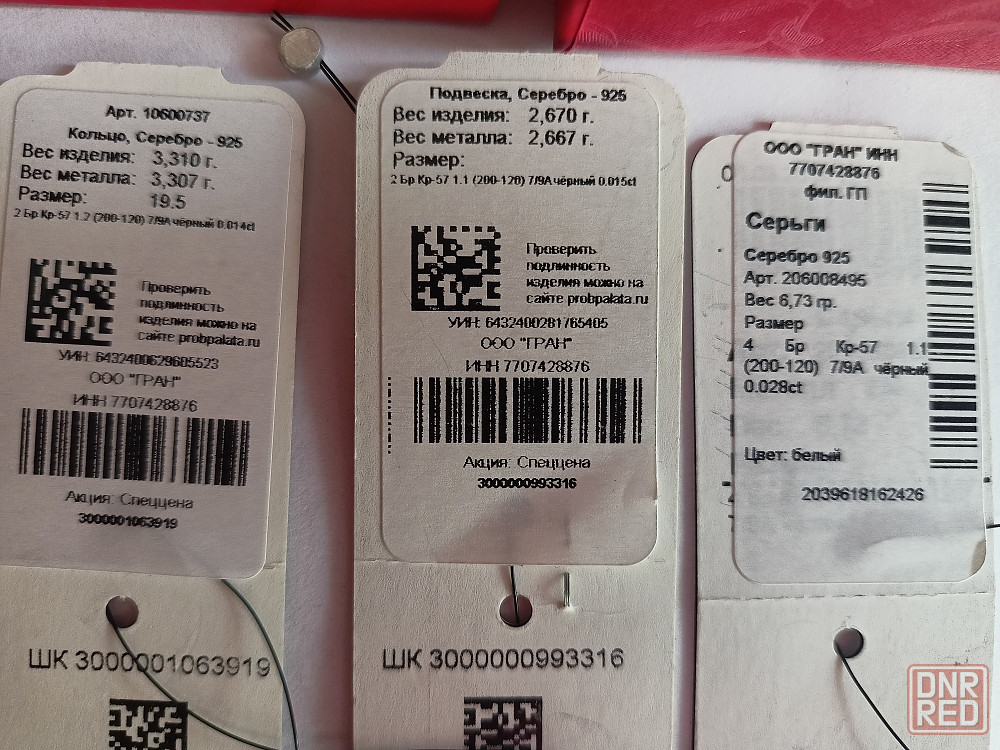 Арт. 10600737
Кольцо, Серебро - 925
Вес изделия: 3,310 г.
Вес металла: 3,307 г.
Размер: 19.5
2 Бр Кр-57 1.2 (200-120) 7/9А чёрный 0.014ct
Проверить
подлинность
изделия можно на
сайте probpalata.ru
УИН: 6432400629605523
ООО "ГРАН"
ИНН 7707428876
Акция: Спеццена
3000001063919
ШК 3000001063919
Подвеска, Серебро - 925
Вес изделия: 2,670 г.
Вес металла: 2,667 г.
Размер:
2 Бр Кр-57 1.1 (200-120) 7/9А чёрный 0.015ct
Проверить
подлинность
изделия можно на
сайте probpalata.ru
УИН: 6432400281765405
ООО "ГРАН"
ИНН 7707428876
Акция: Спеццена
3000000993316
ШК 3000000993316
ООО "ГРАН" ИНН
7707428876
фил. ГП
Серьги
Серебро 925
Арт. 206008495
Вес 6,73 гр.
Размер
4 Бр Кр-57 1.1
(200-120) 7/9А чёрный
0.028ct
Цвет: белый
2039618162426
DNR
RED